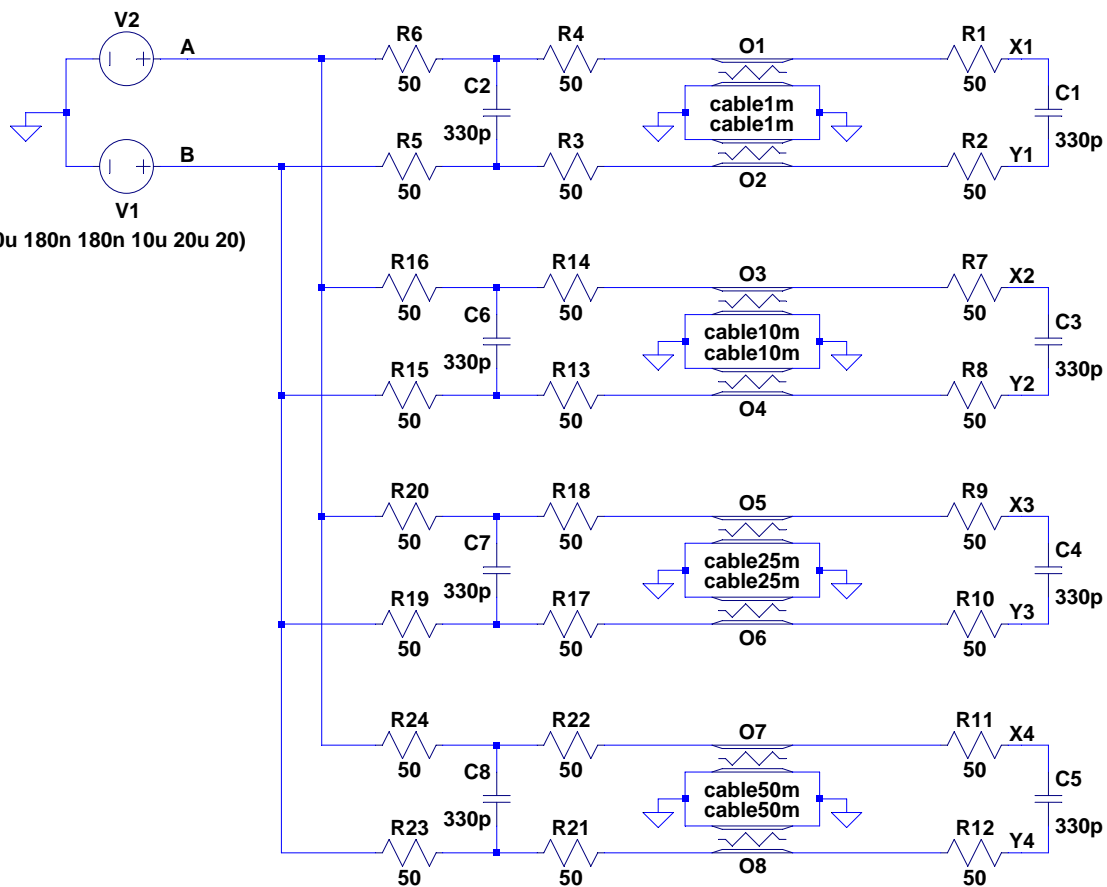 V2
A
R6
50
R4
50
O1
R1
50
X1
C2
330p
cable1m
cable1m
C1
330p
B
R5
50
R3
50
O2
R2
50
Y1
V1
0u 180n 180n 10u 20u 20)
R16
50
R14
50
O3
R7
50
X2
C6
330p
cable10m
cable10m
C3
330p
R15
50
R13
50
O4
R8
50
Y2
R20
50
R18
50
O5
R9
50
X3
C7
330p
cable25m
cable25m
C4
330p
R19
50
R17
50
O6
R10
50
Y3
R24
50
R22
50
O7
R11
50
X4
C8
330p
cable50m
cable50m
C5
330p
R23
50
R21
50
O8
R12
50
Y4